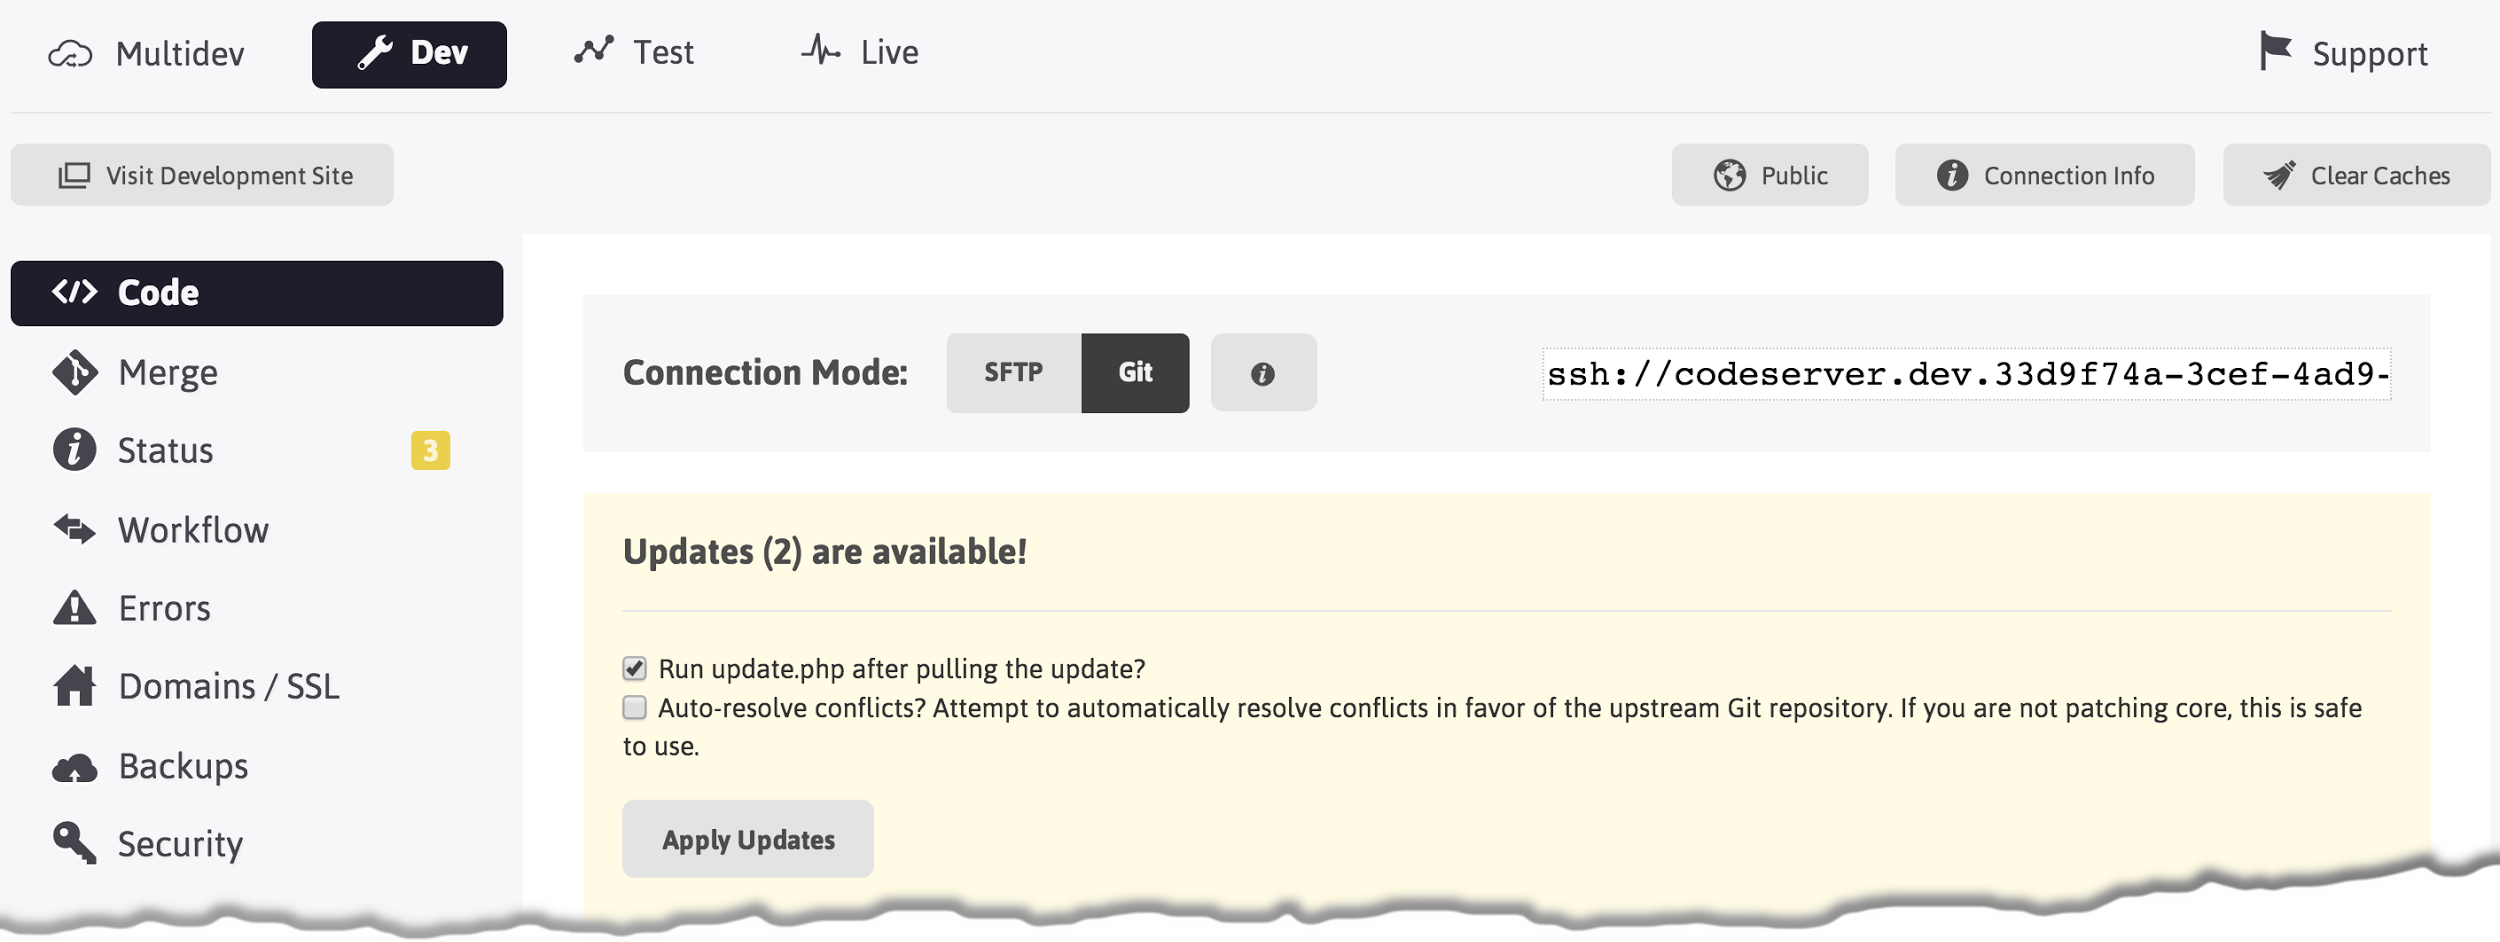 Multidev
Dev
Test
Live
Support
Visit Development Site
Public
Connection Info
Clear Caches
Code
Merge
Status 3
Workflow
Errors
Domains / SSL
Backups
Security
Connection Mode: SFTP Git ssh://codeserver.dev.33d9f74a-3cef-4ad9-
Updates (2) are available!
Run update.php after pulling the update?
Auto-resolve conflicts? Attempt to automatically resolve conflicts in favor of the upstream Git repository. If you are not patching core, this is safe
to use.
Apply Updates